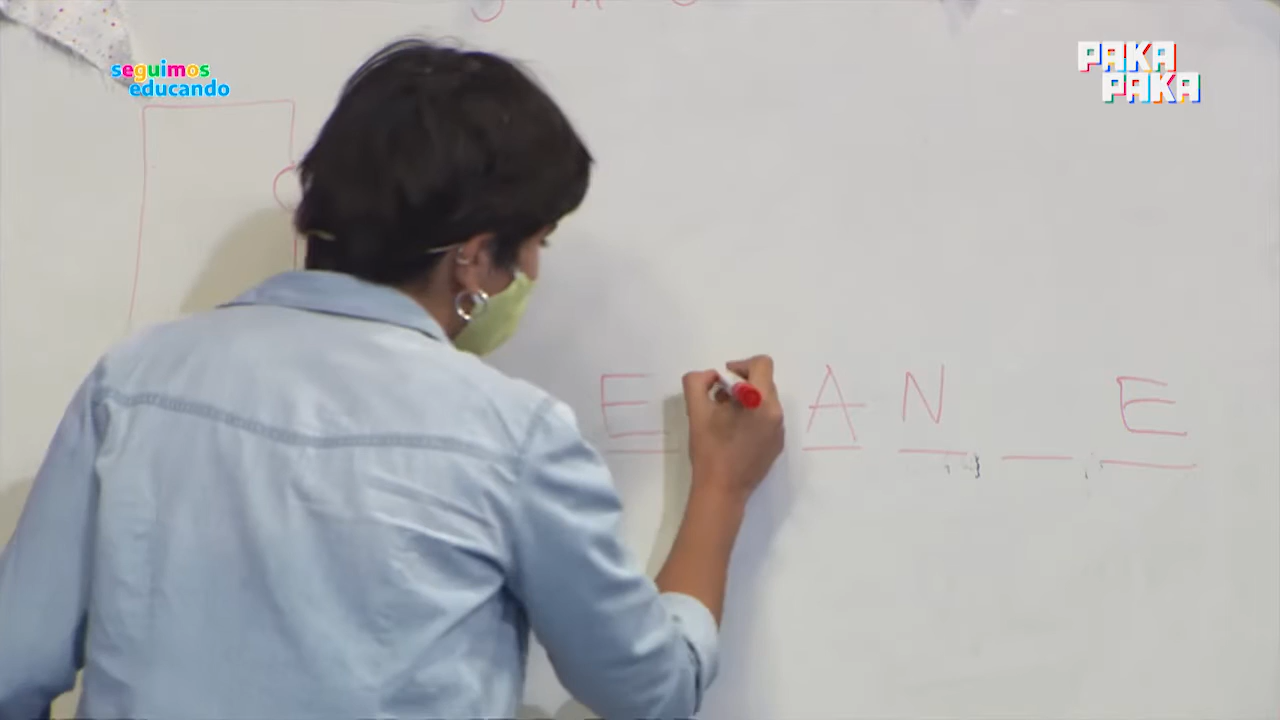 seguimos
educando
PAKA
PAKA
E A N _ E